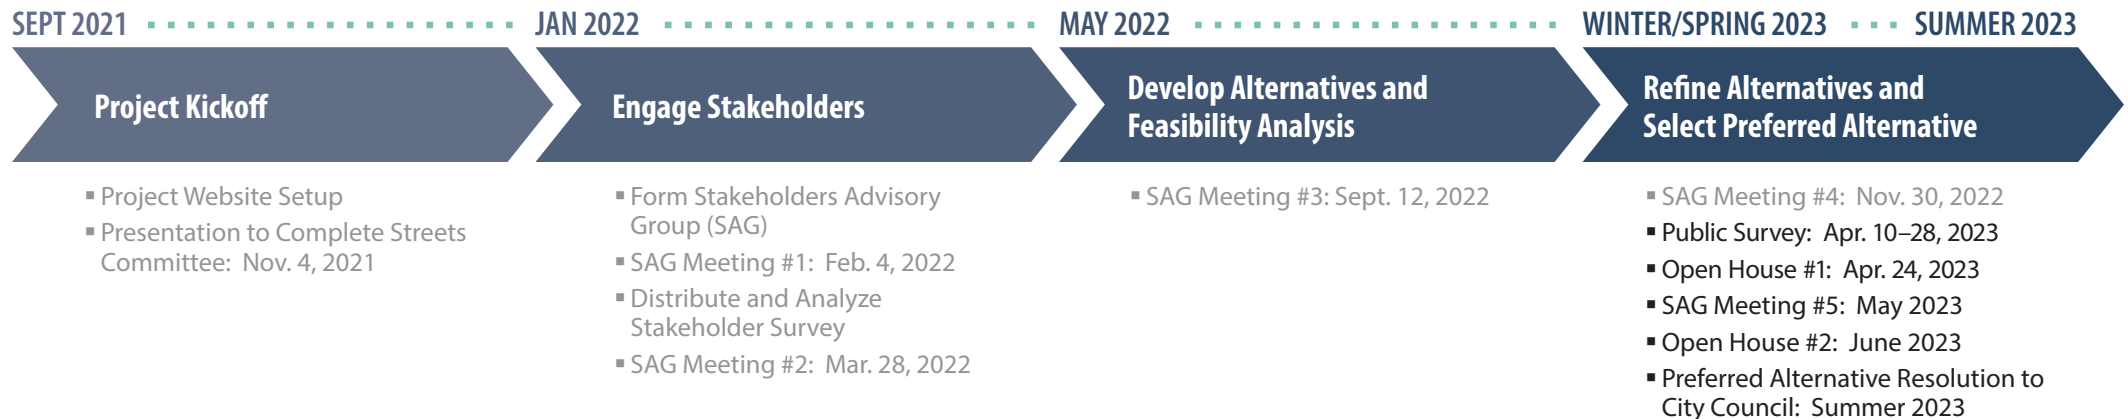 SEPT 2021
JAN 2022
MAY 2022
WINTER/SPRING 2023
SUMMER 2023
Project Kickoff
▪ Project Website Setup
▪ Presentation to Complete Streets
Committee: Nov. 4, 2021
Engage Stakeholders
▪ Form Stakeholders Advisory
Group (SAG)
▪ SAG Meeting #1: Feb. 4, 2022
▪ Distribute and Analyze
Stakeholder Survey
▪ SAG Meeting #2: Mar. 28, 2022
Develop Alternatives and
Feasibility Analysis
▪ SAG Meeting #3: Sept. 12, 2022
Refine Alternatives and
Select Preferred Alternative
▪ SAG Meeting #4: Nov. 30, 2022
▪ Public Survey: Apr. 10–28, 2023
▪ Open House #1: Apr. 24, 2023
▪ SAG Meeting #5: May 2023
▪ Open House #2: June 2023
▪ Preferred Alternative Resolution to
City Council: Summer 2023